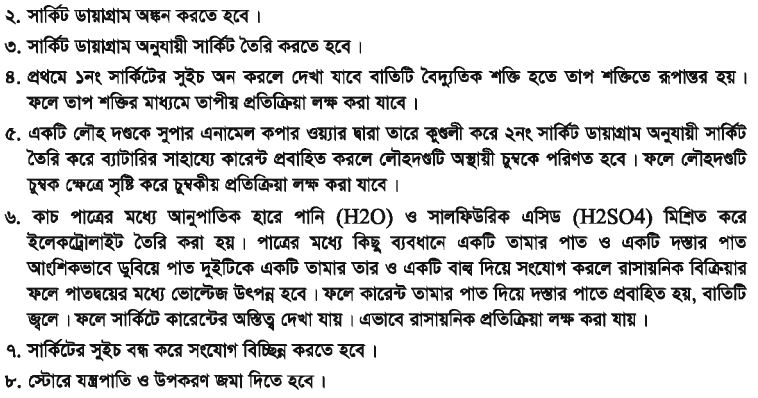 ২. সার্কিট ডায়াগ্রাম অঙ্কন করতে হবে।
৩. সার্কিট ডায়াগ্রাম অনুযায়ী সার্কিট তৈরি করতে হবে।
৪. প্রথমে ১নং সার্কিটের সুইচ অন করলে দেখা যাবে বাতিটি বৈদ্যুতিক শক্তি হতে তাপ শক্তিতে রূপান্তর হয়।
ফলে তাপ শক্তির মাধ্যমে তাপীয় প্রতিক্রিয়া লক্ষ করা যাবে।
৫. একটি লৌহ দণ্ডকে সুপার এনামেল কপার ওয়্যার দ্বারা তারে কুণ্ডলী করে ২নং সার্কিট ডায়াগ্রাম অনুযায়ী সার্কিট
তৈরি করে ব্যাটারির সাহায্যে কারেন্ট প্রবাহিত করলে লৌহদণ্ডটি অস্থায়ী চুম্বকে পরিণত হবে। ফলে লৌহদণ্ডটি
চুম্বক ক্ষেত্রে সৃষ্টি করে চুম্বকীয় প্রতিক্রিয়া লক্ষ করা যাবে।
৬. কাচ পাত্রের মধ্যে আনুপাতিক হারে পানি (H2O) ও সালফিউরিক এসিড (H2SO4) মিশ্রিত করে
ইলেকট্রোলাইট তৈরি করা হয়। পাত্রের মধ্যে কিছু ব্যবধানে একটি তামার পাত ও একটি দস্তার পাত
আংশিকভাবে ডুবিয়ে পাত দুইটিকে একটি তামার তার ও একটি বাল্ব দিয়ে সংযোগ করলে রাসায়নিক বিক্রিয়ার
ফলে পাতদ্বয়ের মধ্যে ভোল্টেজ উৎপন্ন হবে। ফলে কারেন্ট তামার পাত দিয়ে দস্তার পাতে প্রবাহিত হয়, বাতিটি
জ্বলে। ফলে সার্কিটে কারেন্টের অস্তিত্ব দেখা যায়। এভাবে রাসায়নিক প্রতিক্রিয়া লক্ষ করা যায়।
৭. সার্কিটের সুইচ বন্ধ করে সংযোগ বিচ্ছিন্ন করতে হবে।
৮. স্টোরে যন্ত্রপাতি ও উপকরণ জমা দিতে হবে।